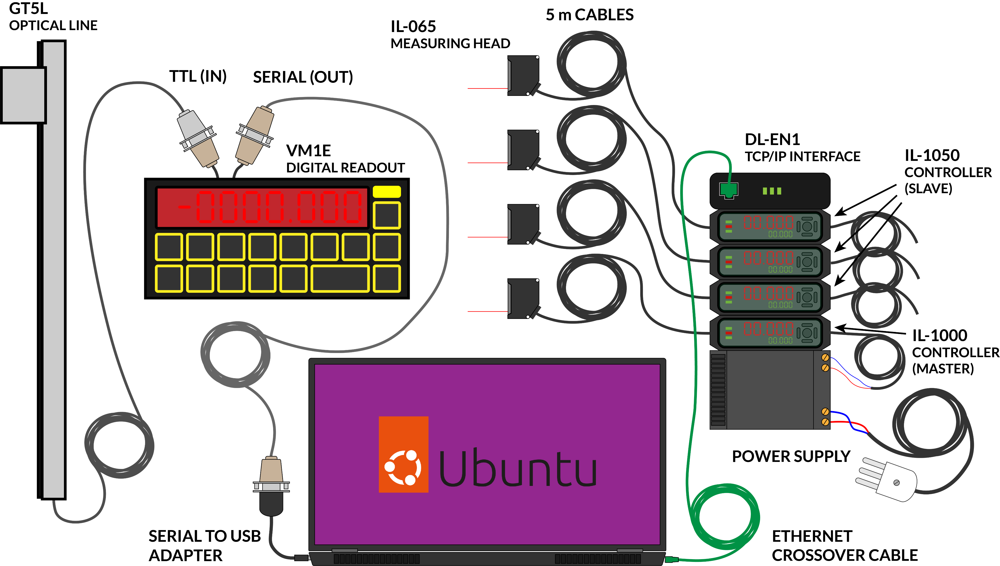 GT5L
OPTICAL LINE
TTL (IN)
SERIAL (OUT)
VM1E
DIGITAL READOUT
-0000.000
IL-065
MEASURING HEAD
5 m CABLES
DL-EN1
TCP/IP INTERFACE
IL-1050
CONTROLLER
(SLAVE)
00.000
00.000
00.000
00.000
00.000
00.000
00.000
00.000
IL-1000
CONTROLLER
(MASTER)
POWER SUPPLY
Ubuntu
SERIAL TO USB
ADAPTER
ETHERNET
CROSSOVER CABLE